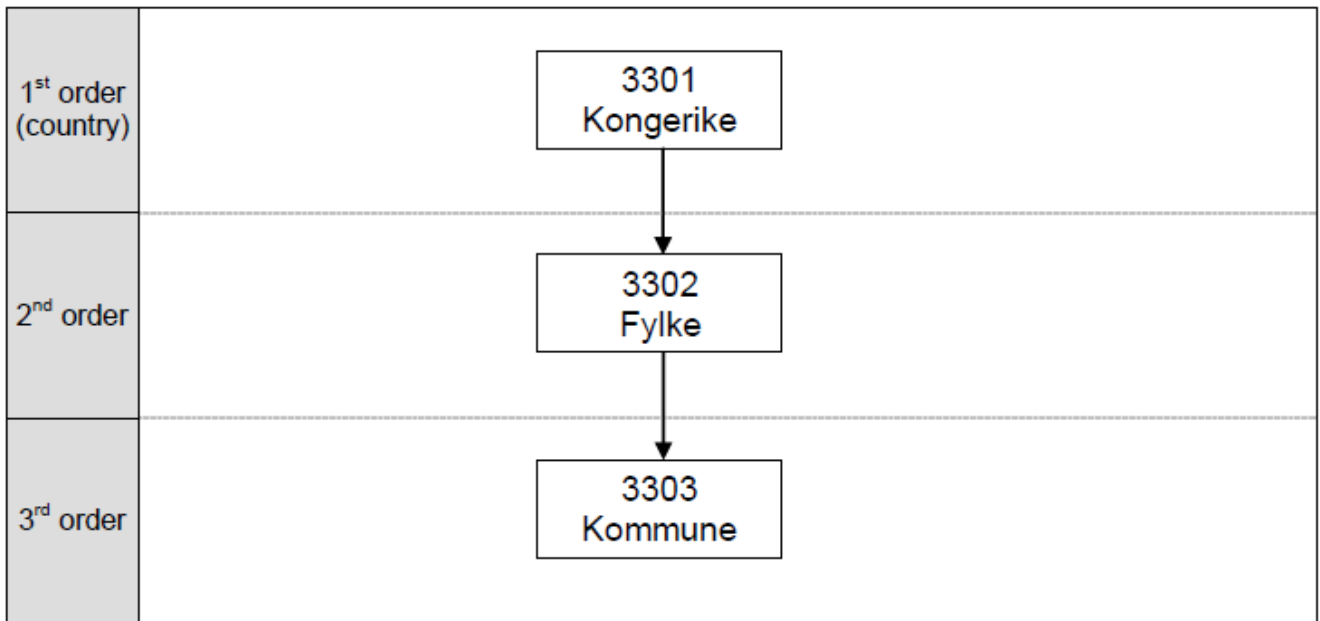 1st order
(country)
3301
Kongerike
2nd order
3302
Fylke
3rd order
3303
Kommune